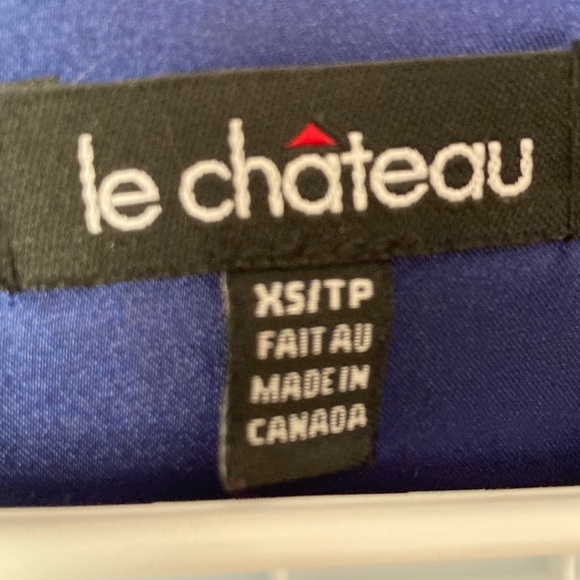 le château
XS/TP
FAIT AU
MADE IN
CANADA